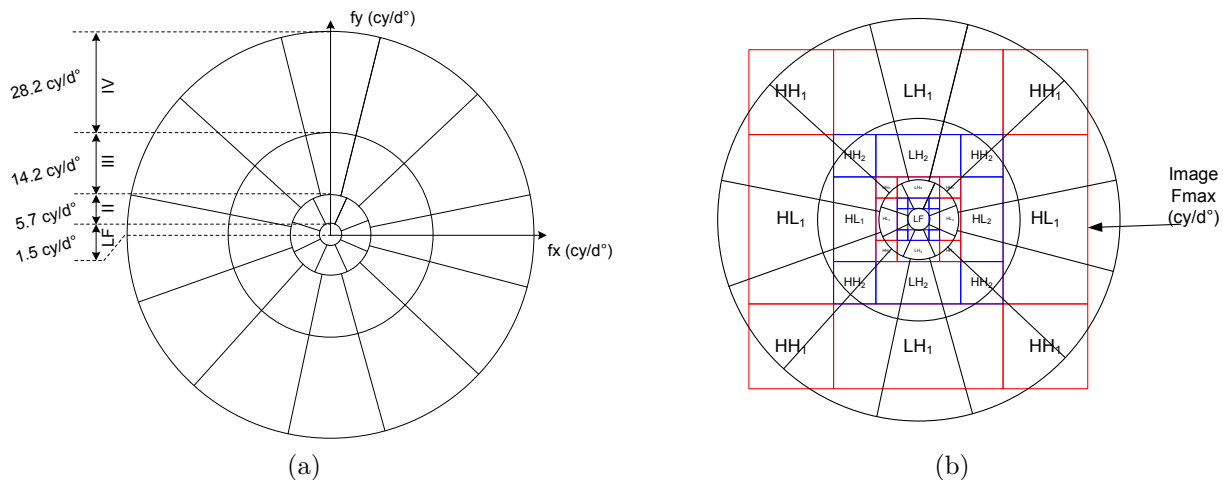 fy (cy/d°)
28.2 cy/d°
IV
14.2 cy/d°
III
5.7 cy/d°
II
1.5 cy/d°
LF
fx (cy/d°)
(a)
HH1 LH1 HH1
HH2 LH2 HH2
HL1 HL1 LF HL2 HL1
HH2 LH2 HH2
HH1 LH1 HH1
Image
Fmax
(cy/d°)
(b)